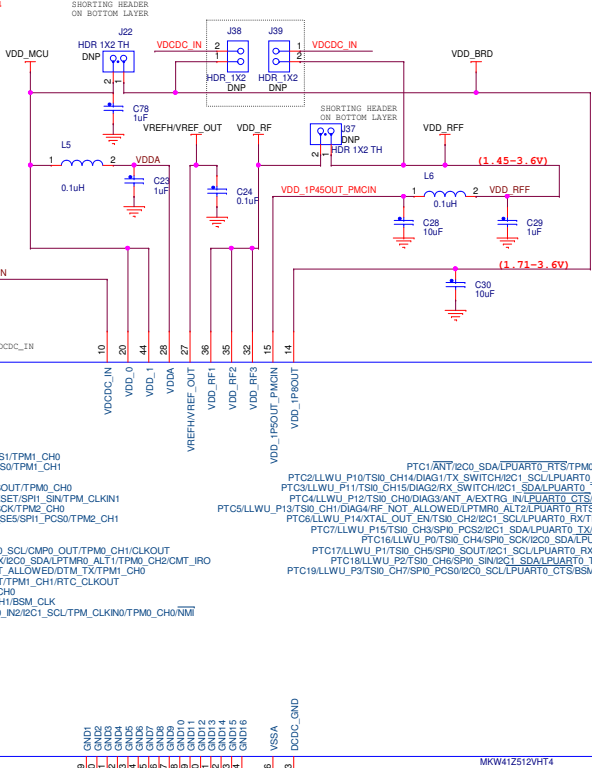 SHORTING HEADER
ON BOTTOM LAYER
J22
HDR 1X2 TH
DNP
2
1
VDD_MCU
VDCDC_IN
J38
J39
VDCDC_IN
2
1
1
2
HDR_1X2
DNP
HDR_1X2
DNP
VDD_BRD
C78
1uF
SHORTING HEADER
ON BOTTOM LAYER
J37
DNP
HDR 1X2 TH
2
1
VREFH/VREF_OUT
VDD_RF
VDD_RFF
L5
1
2
0.1uH
VDDA
C23
1uF
C24
0.1uF
(1.45-3.6V)
VDD_1P45OUT_PMCIN
L6
1
2
0.1uH
VDD_RFF
C28
10uF
C29
1uF
(1.71-3.6V)
C30
10uF
N
DCDC_IN
10
20
44
28
27
36
35
32
15
14
VDCDC_IN
VDD_0
VDD_1
VDDA
VREFH/VREF_OUT
VDD_RF1
VDD_RF2
VDD_RF3
VDD_1P5OUT_PMCIN
VDD_1P8OUT
S1/TPM1_CH0
S0/TPM1_CH1
OUT/TPM0_CH0
SET/SPI1_SIN/TPM_CLKIN1
CK/TPM2_CH0
SE5/SPI1_PCS0/TPM2_CH1
0_SCL/CMP0_OUT/TPM0_CH1/CLKOUT
X/I2C0_SDA/LPTMR0_ALT1/TPM0_CH2/CMT_IRO
T_ALLOWED/DTM_TX/TPM1_CH0
T/TPM1_CH1/RTC_CLKOUT
CH0
H1/BSM_CLK
0_IN2/I2C1_SCL/TPM_CLKIN0/TPM0_CH0/NMI
PTC1/ANT/I2C0_SDA/LPUART0_RTS/TPM0
PTC2/LLWU_P10/TSI0_CH14/DIAG1/TX_SWITCH/I2C1_SCL/LPUART0
PTC3/LLWU_P11/TSI0_CH15/DIAG2/RX_SWITCH/I2C1_SDA/LPUART0_T
PTC4/LLWU_P12/TSI0_CH0/DIAG3/ANT_A/EXTRG_IN/LPUART0_CTS/
PTC5/LLWU_P13/TSI0_CH1/DIAG4/RF_NOT_ALLOWED/LPTMR0_ALT2/LPUART0_RTS
PTC6/LLWU_P14/XTAL_OUT_EN/TSI0_CH2/I2C1_SCL/LPUART0_RX/T
PTC7/LLWU_P15/TSI0_CH3/SPI0_PCS2/I2C1_SDA/LPUART0_TX/
PTC16/LLWU_P0/TSI0_CH4/SPI0_SCK/I2C0_SDA/LPU
PTC17/LLWU_P1/TSI0_CH5/SPI0_SOUT/I2C1_SCL/LPUART0_RX
PTC18/LLWU_P2/TSI0_CH6/SPI0_SIN/I2C1_SDA/LPUART0_T
PTC19/LLWU_P3/TSI0_CH7/SPI0_PCS0/I2C0_SCL/LPUART0_CTS/BSM
GND1
GND2
GND3
GND4
GND5
GND6
GND7
GND8
GND9
GND10
GND11
GND12
GND13
GND14
GND15
GND16
VSSA
DCDC_GND
MKW41Z512VHT4